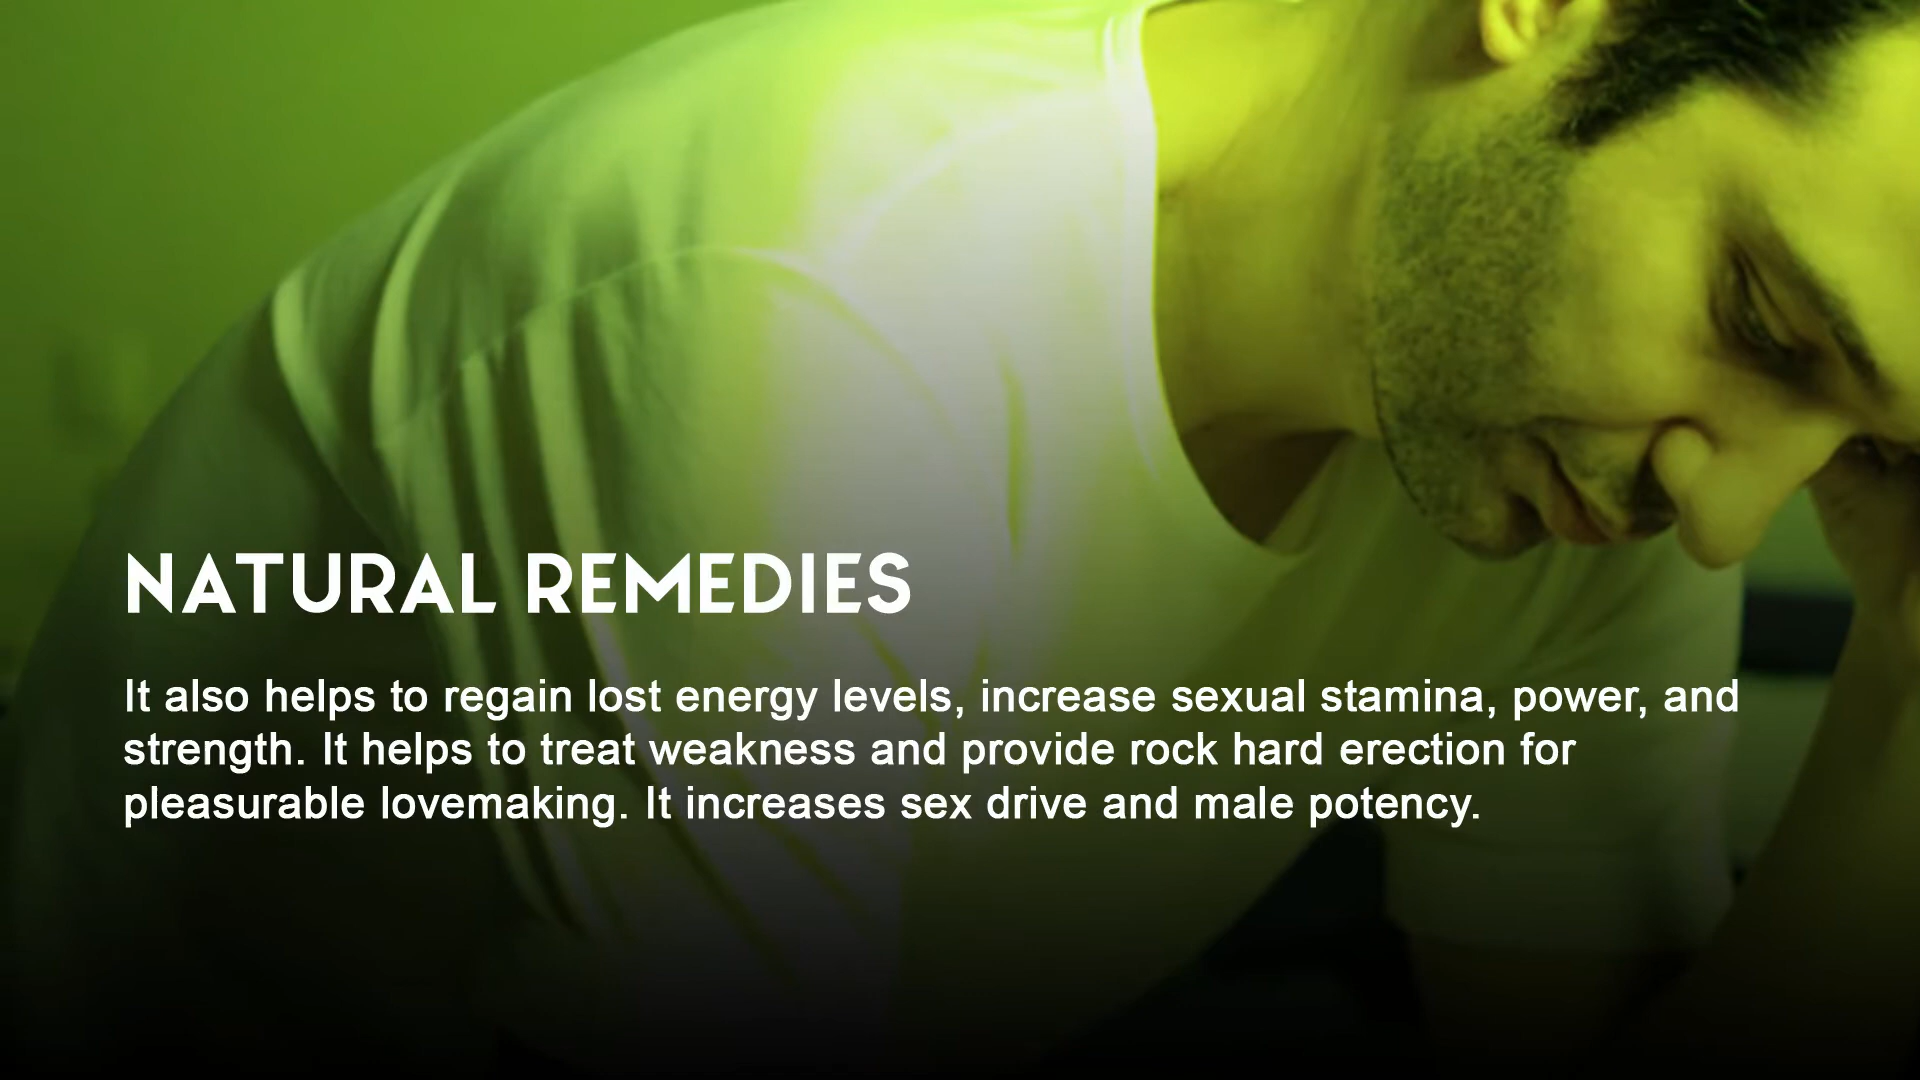 NATURAL REMEDIES
It also helps to regain lost energy levels, increase sexual stamina, power, and
strength. It helps to treat weakness and provide rock hard erection for
pleasurable lovemaking. It increases sex drive and male potency.